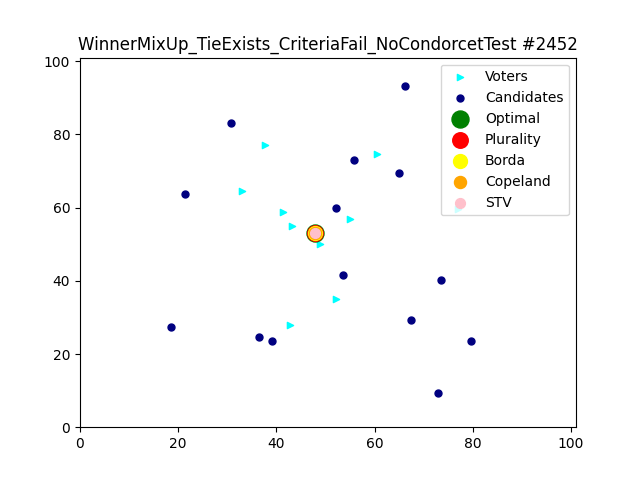 WinnerMixUp_TieExists_CriteriaFail_NoCondorcetTest #2452
100
80
60
40
20
0
0 20 40 60 80 100
Voters
Candidates
Optimal
Plurality
Borda
Copeland
STV